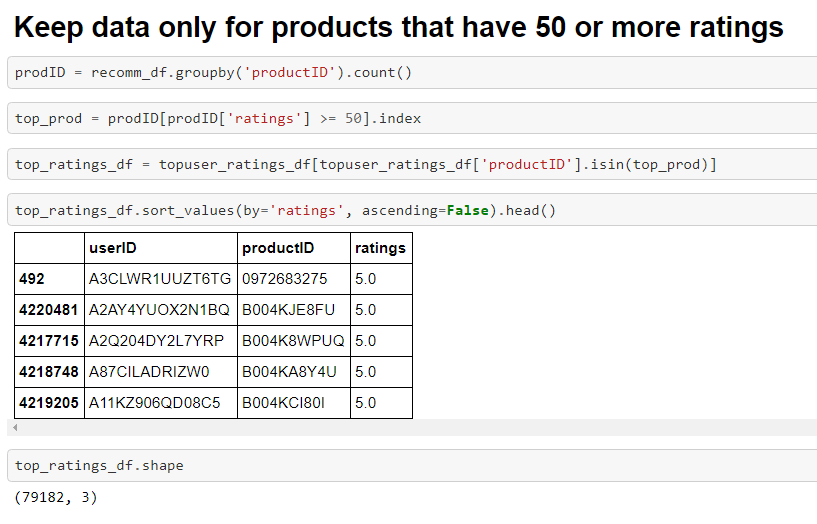 Keep data only for products that have 50 or more ratings
prodID = recomm_df.groupby('productID').count()
top_prod = prodID[prodID['ratings'] >= 50].index
top_ratings_df = topuser_ratings_df[topuser_ratings_df['productID'].isin(top_prod)]
top_ratings_df.sort_values(by='ratings', ascending=False).head()
userID productID ratings
492 A3CLWR1UUZT6TG 0972683275 5.0
4220481 A2AY4YUOX2N1BQ B004KJE8FU 5.0
4217715 A2Q204DY2L7YRP B004K8WPUQ 5.0
4218748 A87CILADRIZW0 B004KA8Y4U 5.0
4219205 A11KZ906QD08C5 B004KCI80I 5.0
top_ratings_df.shape
(79182, 3)